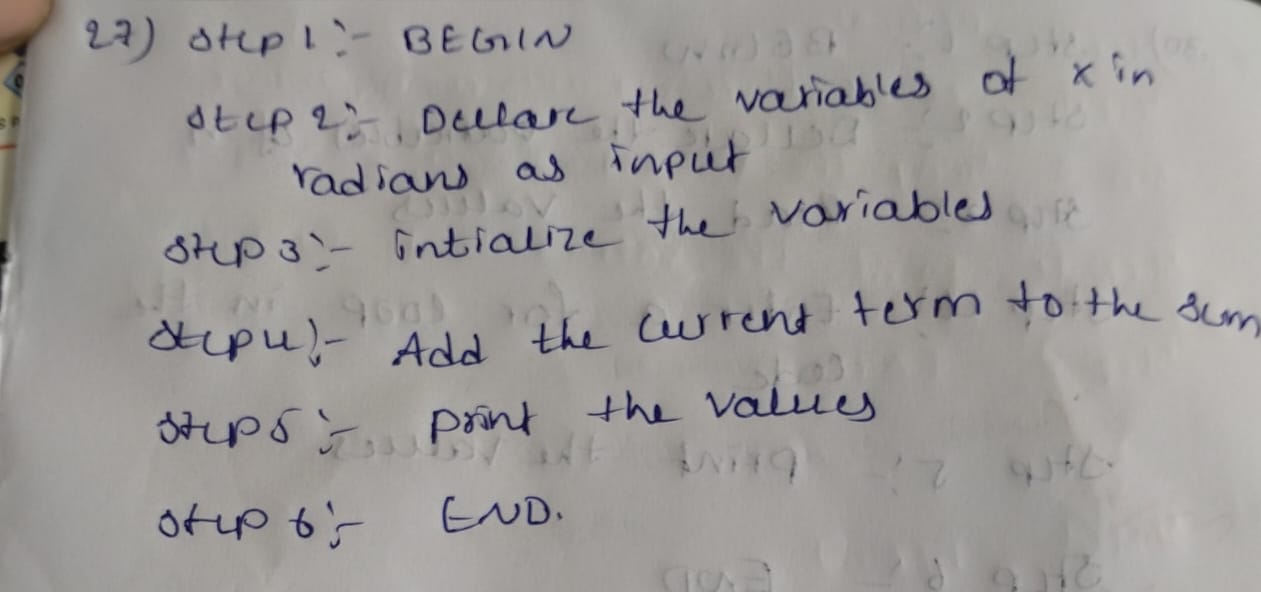 27) Step 1:- BEGIN
Step 2:- Declare the variables of x in
radians as input
Step 3:- intialize the variables
Step 4:- Add the current term to the sum
Step 5:- print the values
Step 6:- END.